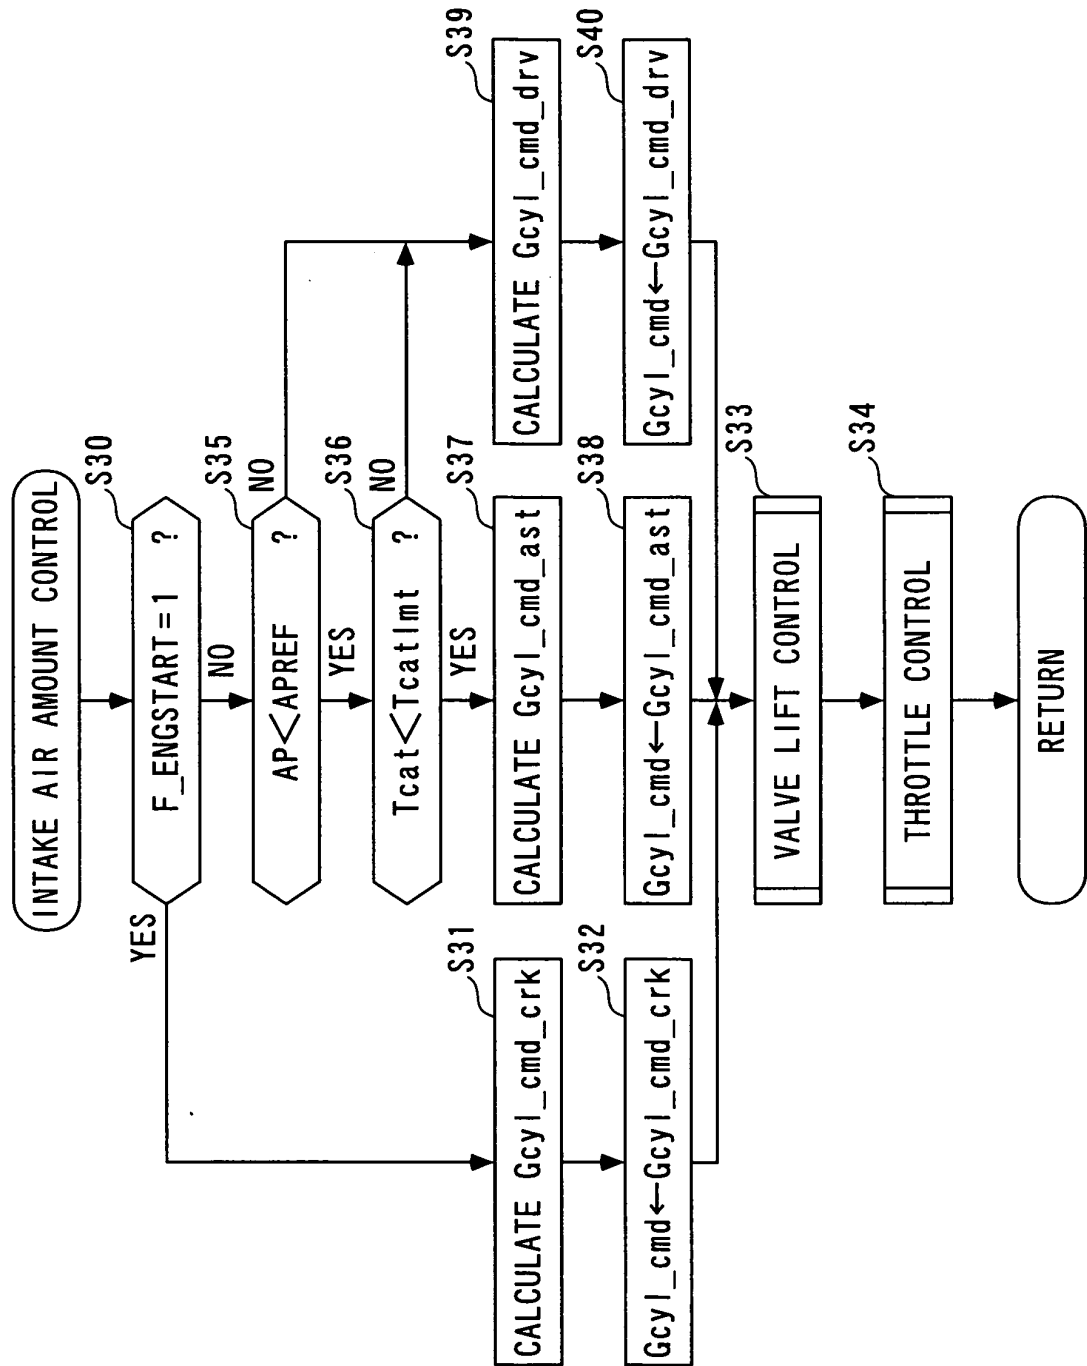 INTAKE AIR AMOUNT CONTROL
S30
F_ENGSTART=1 ?
YES
NO
S35
AP<APREF ?
NO
YES
S36
Tcat<Tcatlmt ?
NO
YES
S31
CALCULATE Gcyl_cmd_crk
S32
Gcyl_cmd←Gcyl_cmd_crk
S37
CALCULATE Gcyl_cmd_ast
S38
Gcyl_cmd←Gcyl_cmd_ast
S39
CALCULATE Gcyl_cmd_drv
S40
Gcyl_cmd←Gcyl_cmd_drv
S33
VALVE LIFT CONTROL
S34
THROTTLE CONTROL
RETURN